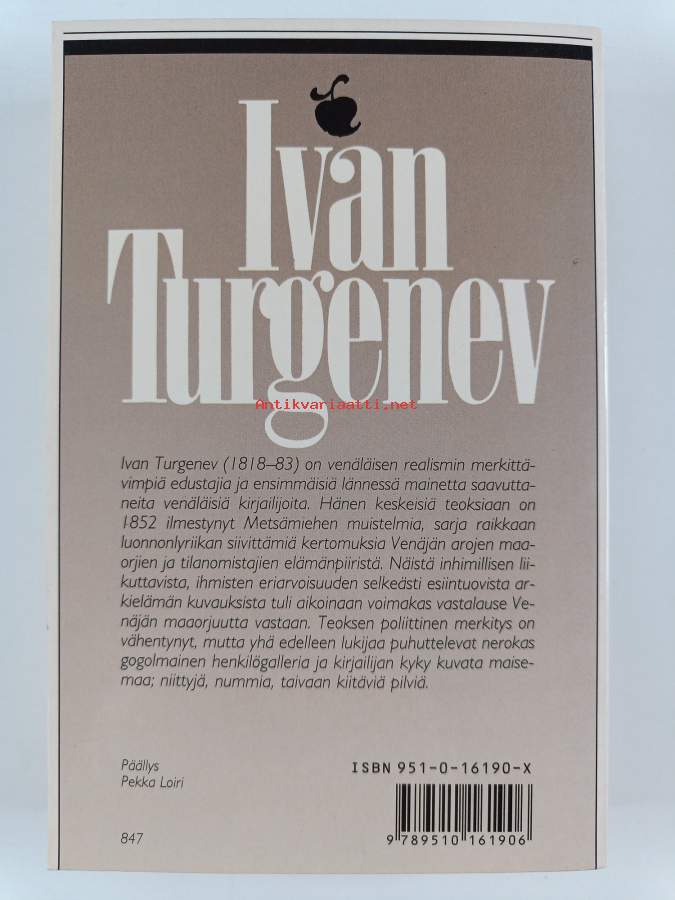 Ivan
Turgenev
Antikvariaatti.net
Ivan Turgenev (1818–83) on venäläisen realismin merkittä-
vimpiä edustajia ja ensimmäisiä lännessä mainetta saavutta-
neita venäläisiä kirjailijoita. Hänen keskeisiä teoksiaan on
1852 ilmestynyt Metsämiehen muistelmia, sarja raikkaan
luonnonlyriikan siivittämiä kertomuksia Venäjän arojen maa-
orjien ja tilanomistajien elämänpiiristä. Näistä inhimillisen lii-
kuttavista, ihmisten eriarvoisuuden selkeästi esiintuovista ar-
kielämän kuvauksista tuli aikoinaan voimakas vastalause Ve-
näjän maaorjuutta vastaan. Teoksen poliittinen merkitys on
vähentynyt, mutta yhä edelleen lukijaa puhuttelevat nerokas
gogolmainen henkilögalleria ja kirjailijan kyky kuvata maise-
maa; niittyjä, nummia, taivaan kiitäviä pilviä.
Päällys
Pekka Loiri
847
ISBN 951-0-16190-X
9 789510 161906